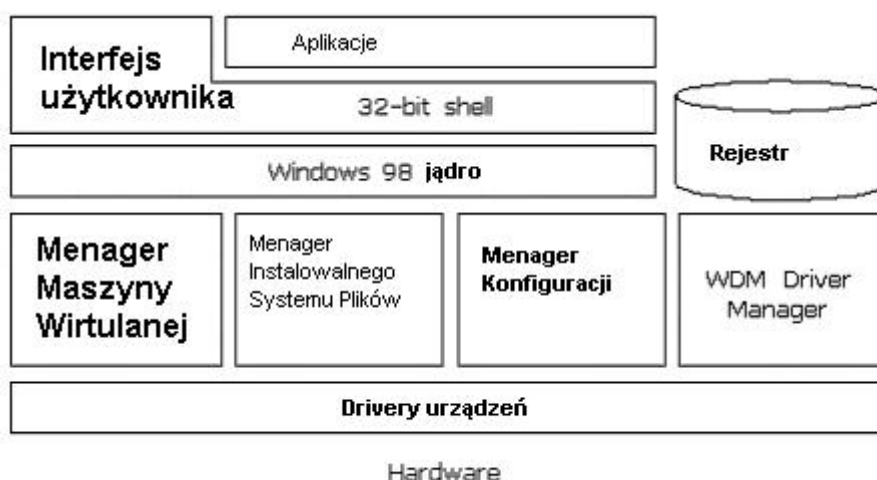 Interfejs
użytkownika
Aplikacje
32-bit shell
Rejestr
Windows 98 jądro
Menager
Maszyny
Wirtulanej
Menager
Instalowalnego
Systemu Plików
Menager
Konfiguracji
WDM Driver
Manager
Drivery urządzeń
Hardware